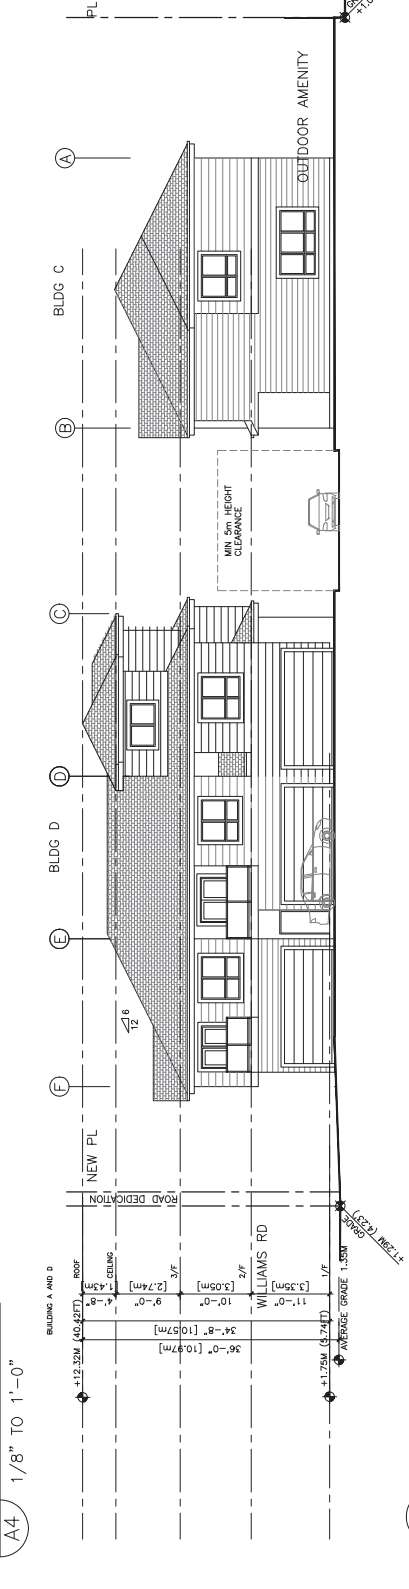 PL
GRADE
OUTDOOR AMENITY
A
BLDG C
B
MIN 5m HEIGHT
CLEARANCE
C
D
BLDG D
E
6
12
F
NEW PL
ROAD DEDICATION
WILLIAMS RD
GRADE
+1.29M (4.23')
BUILDING A AND D
ROOF
CEILING
3/F
2/F
1/F
4'-8" [1.43m]
9'-0" [2.74m]
10'-0" [3.05m]
11'-0" [3.35m]
34'-8" [10.57m]
36'-0" [10.97m]
+12.32M (40.42FT)
+1.75M (5.74FT)
AVERAGE GRADE 1.35M
A4
1/8" TO 1'-0"